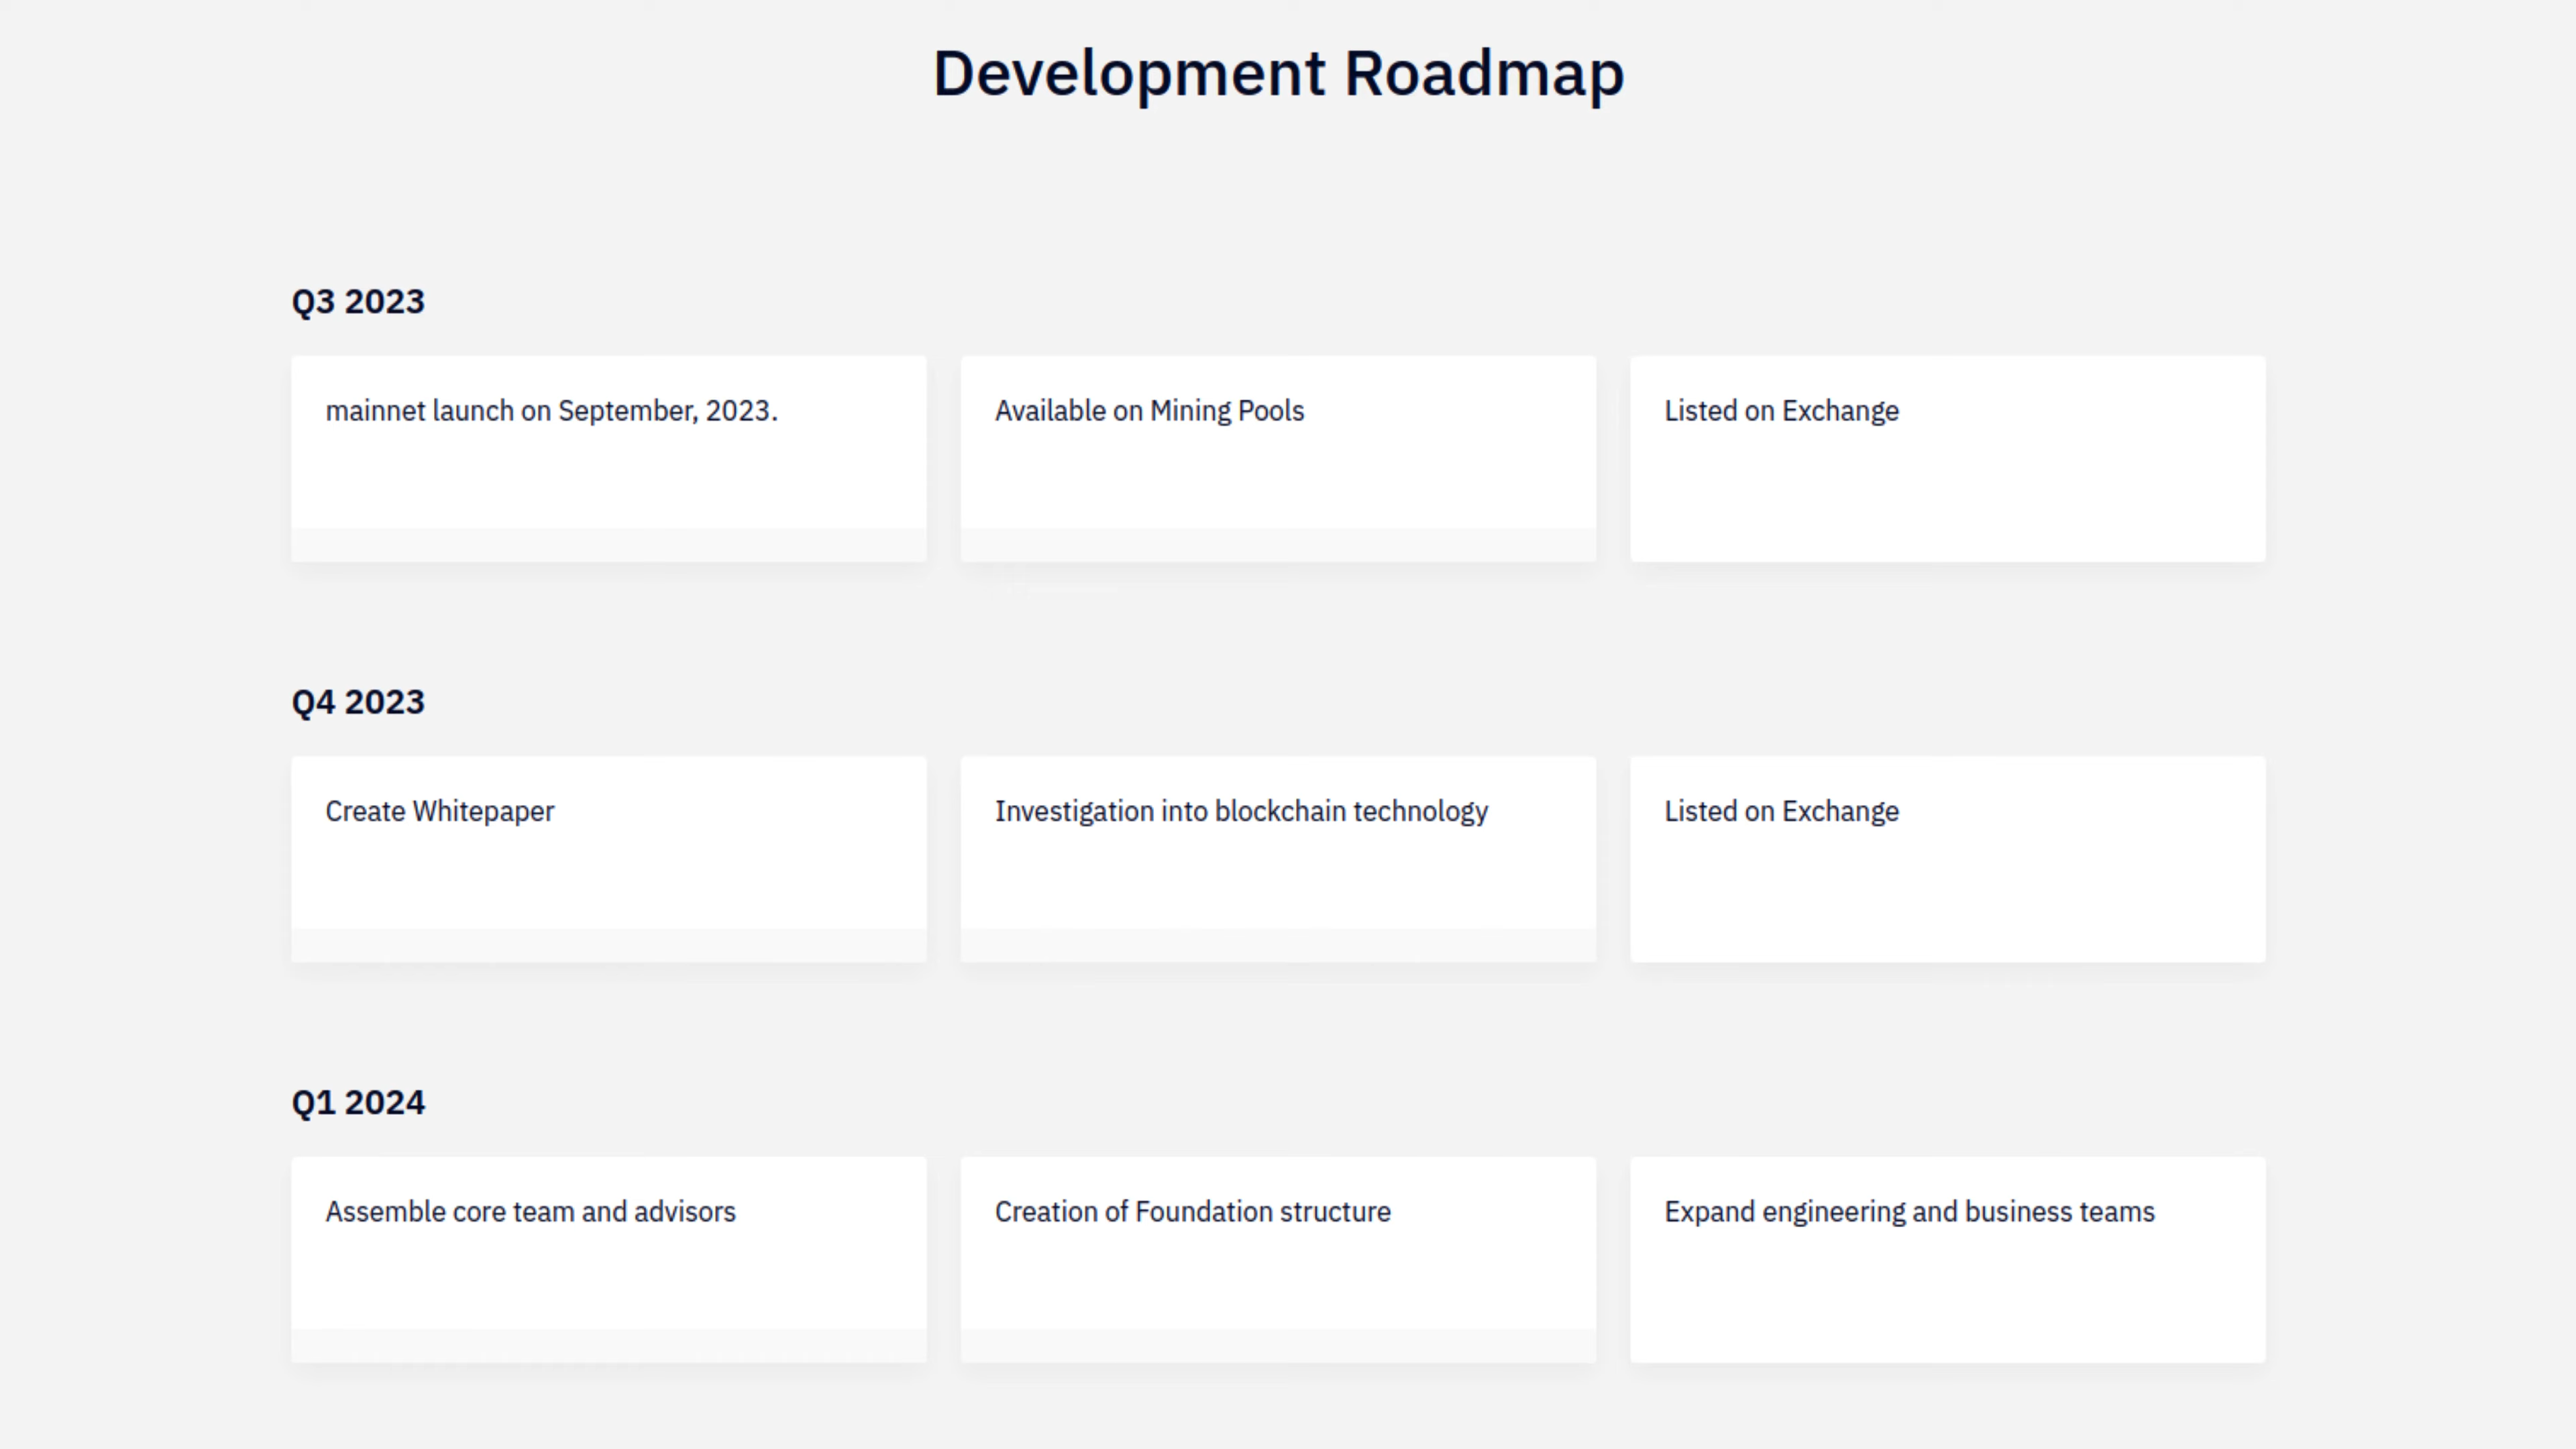 Development Roadmap
Q3 2023
mainnet launch on September, 2023.
Available on Mining Pools
Listed on Exchange
Q4 2023
Create Whitepaper
Investigation into blockchain technology
Listed on Exchange
Q1 2024
Assemble core team and advisors
Creation of Foundation structure
Expand engineering and business teams